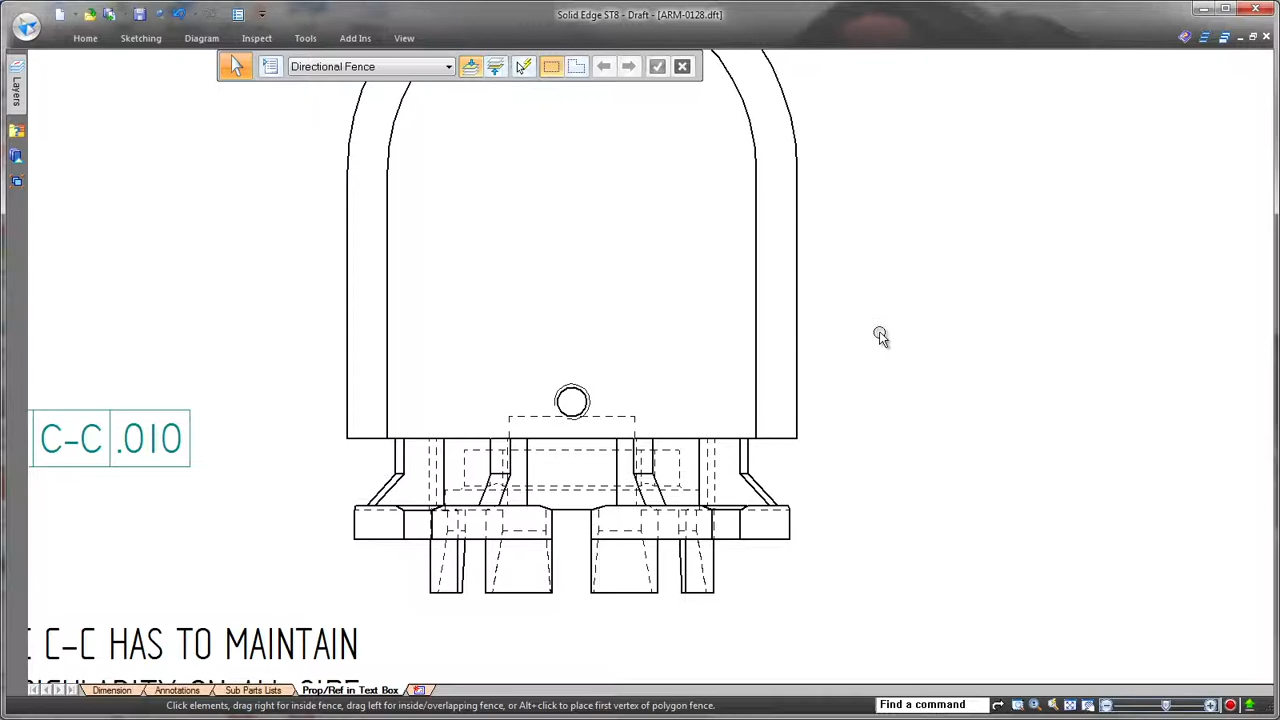 Solid Edge ST8 - Draft - [ARM-0128.dft]
Home Sketching Diagram Inspect Tools Add Ins View
Directional Fence
Layers
C-C .010
C-C HAS TO MAINTAIN
Dimension Annotations Sub Parts Lists Prop/Ref in Text Box
Click elements, drag right for inside fence, drag left for inside/overlapping fence, or Alt+click to place first vertex of polygon fence.
Find a command